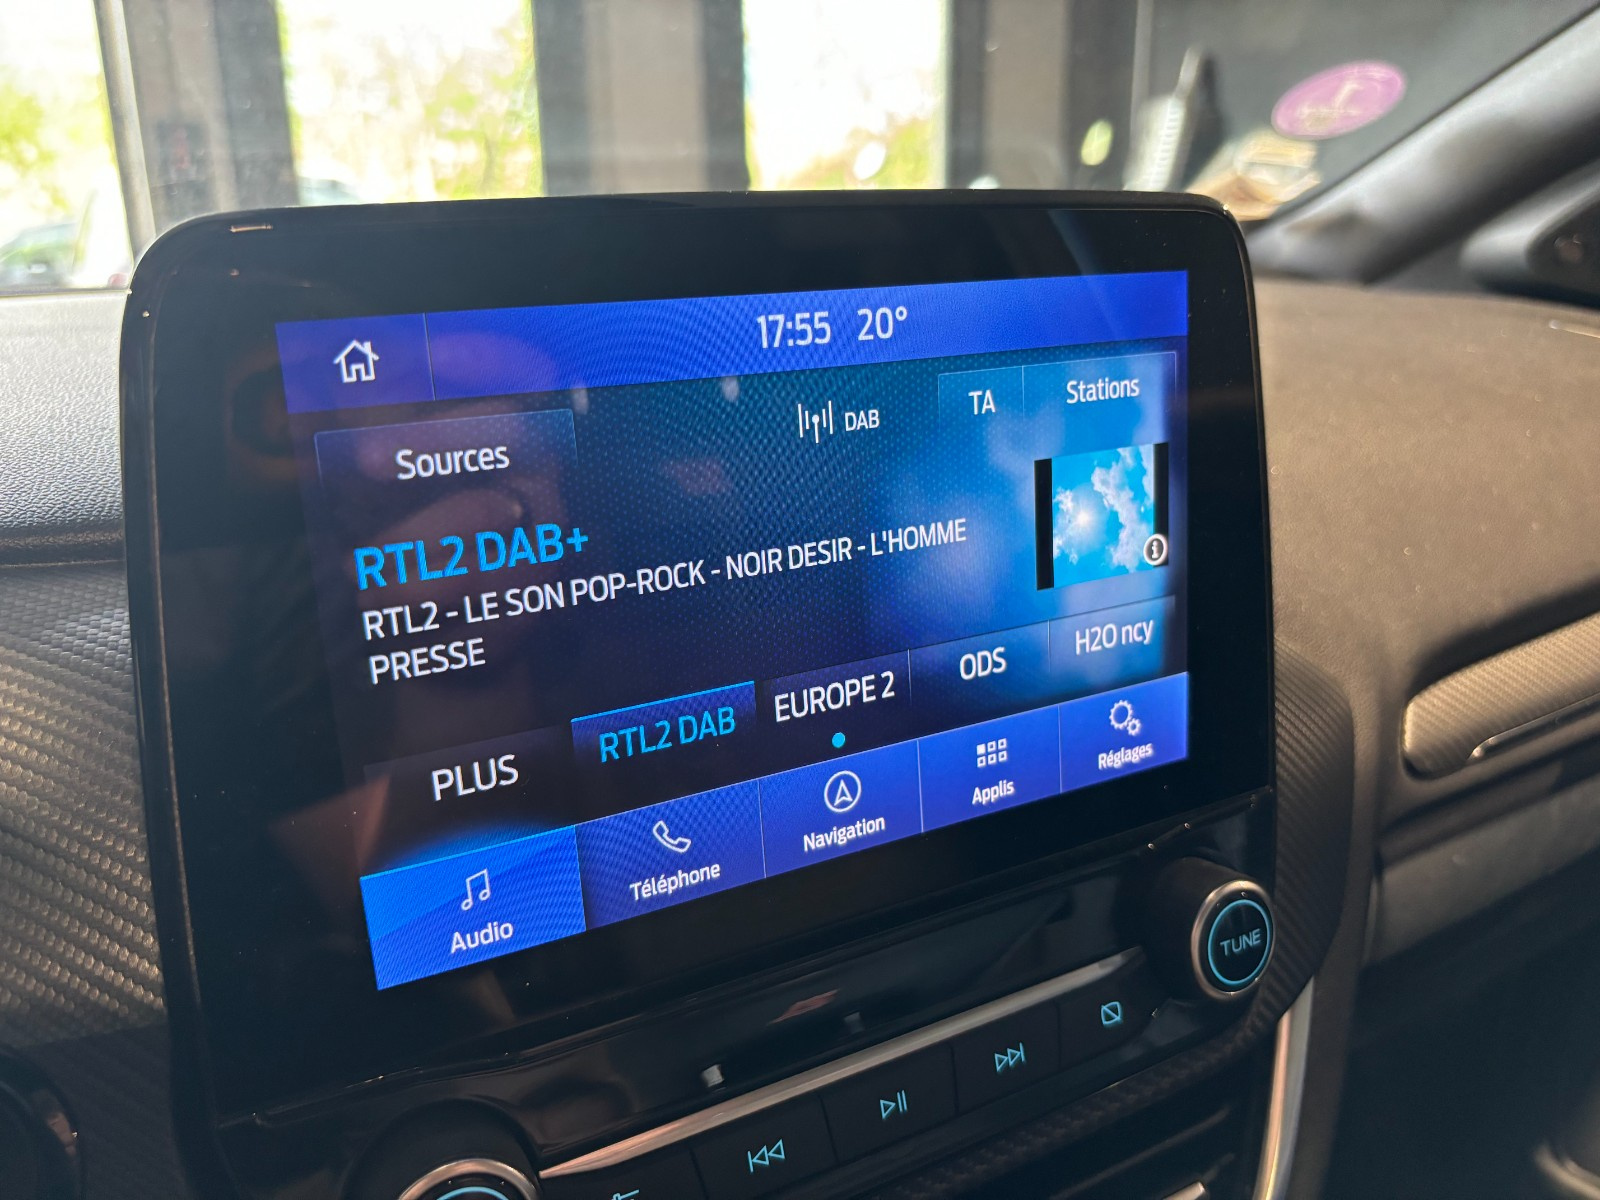 17:55 20°
DAB
TA
Stations
Sources
RTL2 DAB+
RTL2 - LE SON POP-ROCK - NOIR DESIR - L'HOMME
PRESSE
PLUS
RTL2 DAB
EUROPE 2
ODS
H2O ncy
Audio
Téléphone
Navigation
Applis
Réglages
TUNE